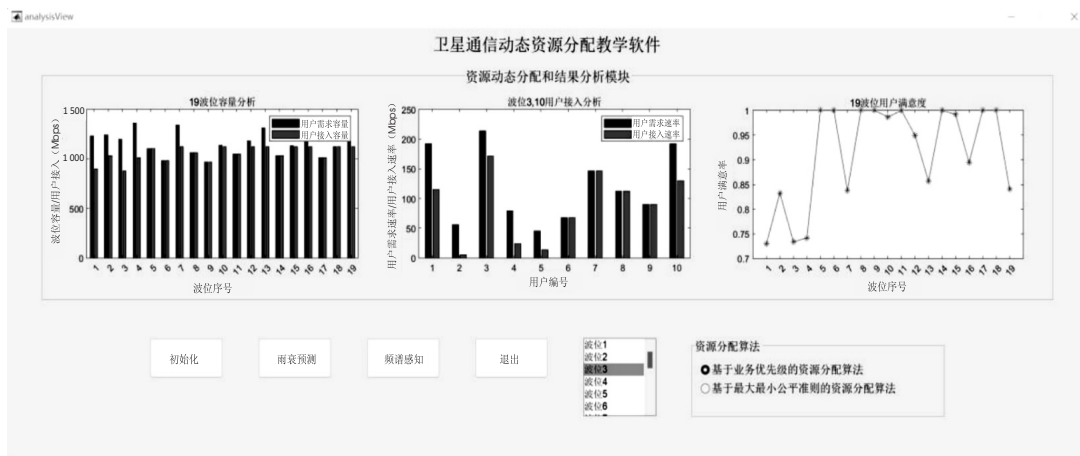 analysisView
卫星通信动态资源分配教学软件
资源动态分配和结果分析模块
19波位容量分析
波位容量/用户接入（Mbps）
1 500
1 000
500
0
用户需求容量
用户接入容量
1 2 3 4 5 6 7 8 9 10 11 12 13 14 15 16 17 18 19
波位序号
波位3,10用户接入分析
用户需求速率/用户接入速率（Mbps）
250
200
150
100
50
0
用户需求速率
用户接入速率
1 2 3 4 5 6 7 8 9 10
用户编号
19波位用户满意度
用户满意率
1
0.95
0.9
0.85
0.8
0.75
0.7
1 2 3 4 5 6 7 8 9 10 11 12 13 14 15 16 17 18 19
波位序号
初始化
雨衰预测
频谱感知
退出
波位1
波位2
波位3
波位4
波位5
波位6
资源分配算法
基于业务优先级的资源分配算法
基于最大最小公平准则的资源分配算法